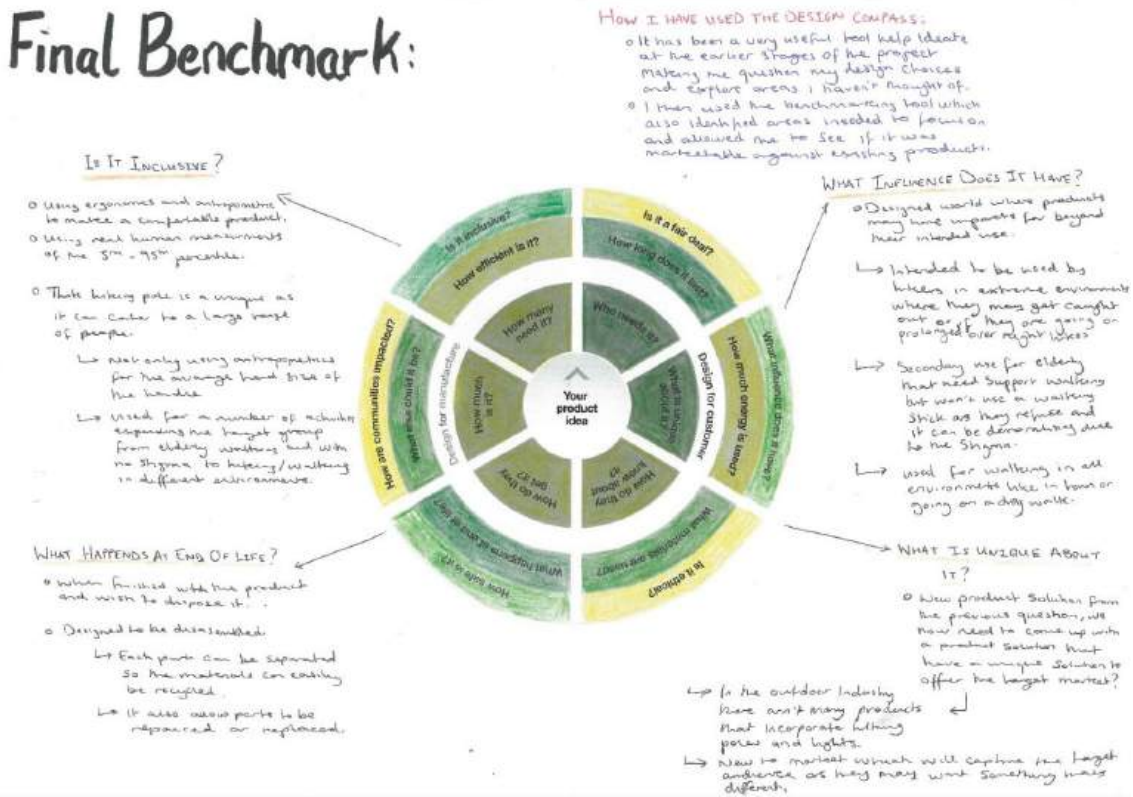 Final Benchmark:
HOW I HAVE USED THE DESIGN COMPASS:
o It has been a very useful tool help Ideate
at the earlier stages of the project
Making me question my design choices
and explore areas I haven't thought of.
o I then used the benchmarking tool which
also identified areas I needed to focus on
and allowed me to see if it was
marketable against existing products.
IS IT INCLUSIVE?
o Using ergonomics and
to make a comfortable product.
o Using real human
of the 5th - 95th percentile.
o hiking pole is a unique as
it can cater to a large range
of people.
↳ Not only using
for the average hand size of
the handle
↳ Used for a number of
the target group
from elderly walking and with
no stigma to hiking/walking
in different environments.
WHAT HAPPENS AT END OF LIFE?
o When finished with the product
and wish to dispose it...
o Designed to be
↳ Each parts can be separated
so the materials can
be recycled.
↳ It also allow parts to be
or replaced.
Is it inclusive?
How efficient is it?
Is it a fair deal?
How long does it last?
How many
need it?
Who needs it?
How are communities impacted?
What else could it be?
Design for manufacture
How much
is it?
Your
product
idea
What is unique
about it?
Design for customer
How much energy is used?
What influence does it have?
How do they
get it?
How do they
know about
it?
How safe is it?
What happens at end of life?
What materials are used?
Is it ethical?
WHAT INFLUENCE DOES IT HAVE?
o Designed world where products
may have impacts far beyond
their intended use.
↳ Intended to be used by
hikers in extreme environments
where they may get caught
out or if they are going on
prolonged over night hikes
↳ Secondary use for elderly
that need support walking
but won't use a walking
stick as they refuse and
it can be due
to the stigma.
↳ used for walking in all
environments like in town or
going on a dog walk.
WHAT IS UNIQUE ABOUT
IT?
o New product solution from
the previous question, we
now need to come up with
a product solution that
have a unique solution to
offer the target market?
↳ In the outdoor Industry
there aren't many products
that incorporate hiking
poles and lights.
↳ New to market which will capture the target
audience as they may want something
different.